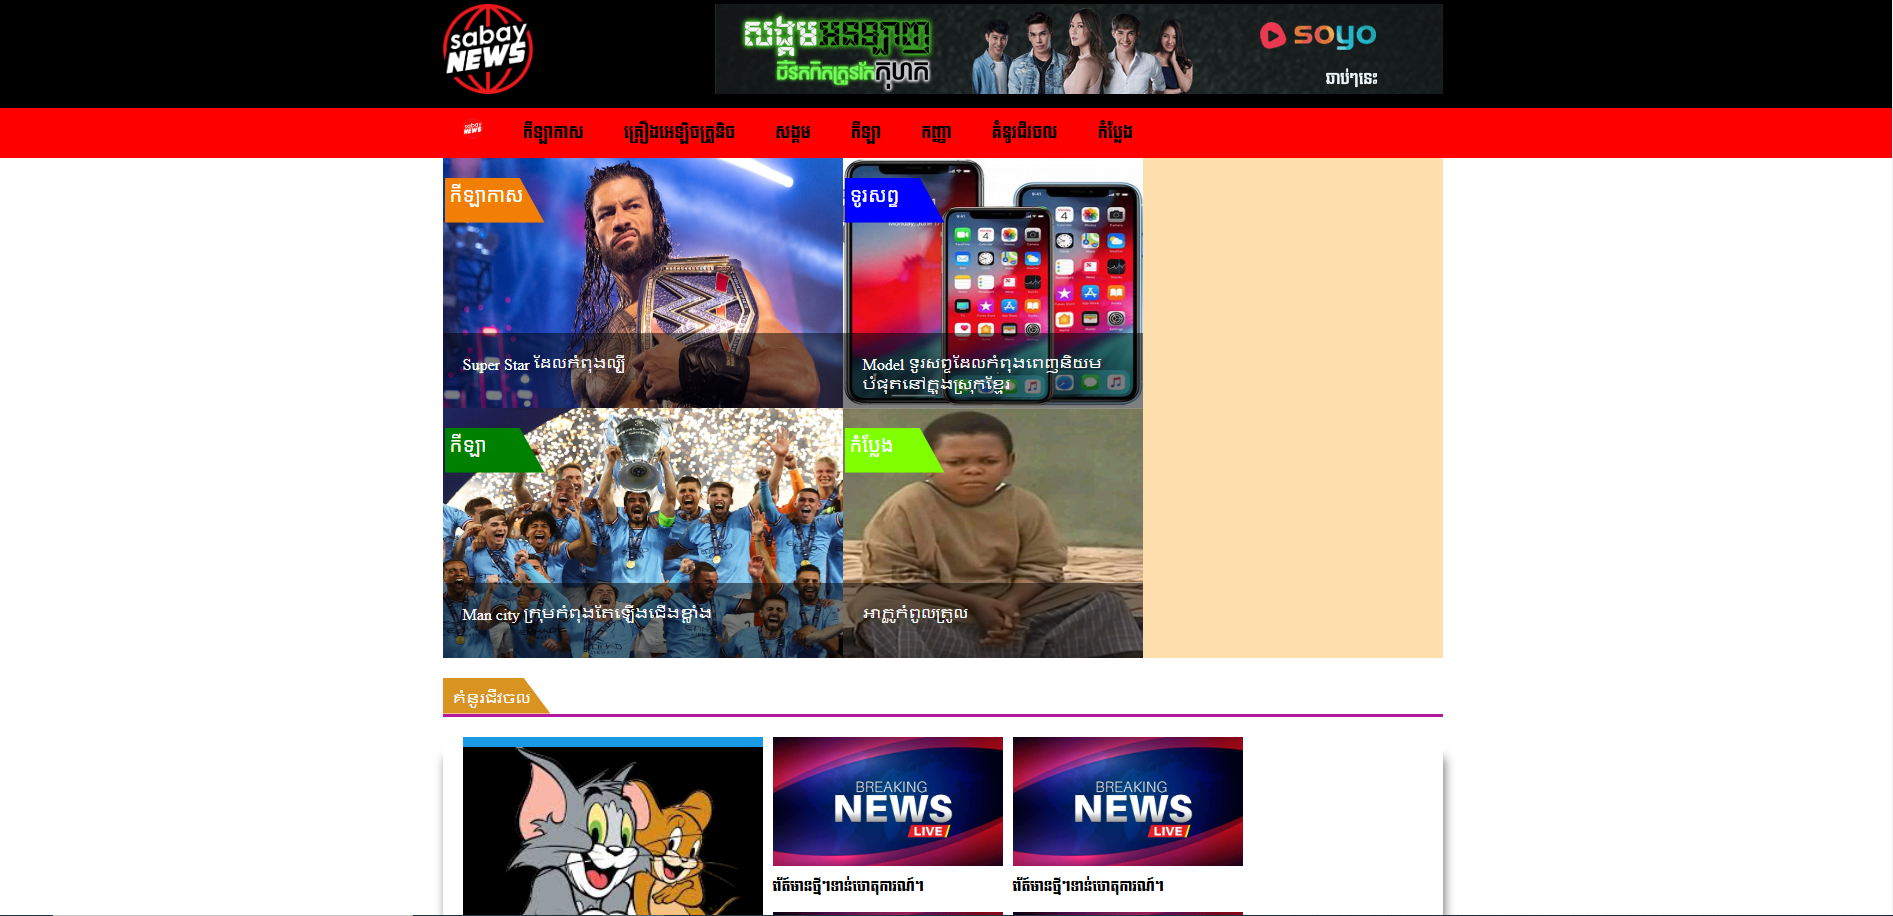 sabay
NEWS
សង្គមអនឡាញ
ជីវិតពិតត្រូវតែកុហក
soyo
ឆាប់ៗនេះ
sabay
NEWS
កីឡាកាស
គ្រឿងអេឡិចត្រូនិច
សង្គម
កីឡា
កញ្ញា
គំនូរជីវចល
កំប្លែង
កីឡាកាស
ទូរសព្ទ
Super Star ដែលកំពុងល្បី
Model ទូរសព្ទដែលកំពុងពេញនិយម
បំផុតនៅក្នុងស្រុកខ្មែរ
កីឡា
កំប្លែង
Man city ក្រុមកំពុងតែឡើងជើងខ្លាំង
អាក្លូកំពូលត្រូល
គំនូរជីវចល
BREAKING
NEWS
LIVE
BREAKING
NEWS
LIVE
ព័ត៍មានថ្មីៗទាន់ហេតុការណ៍។
ព័ត៍មានថ្មីៗទាន់ហេតុការណ៍។